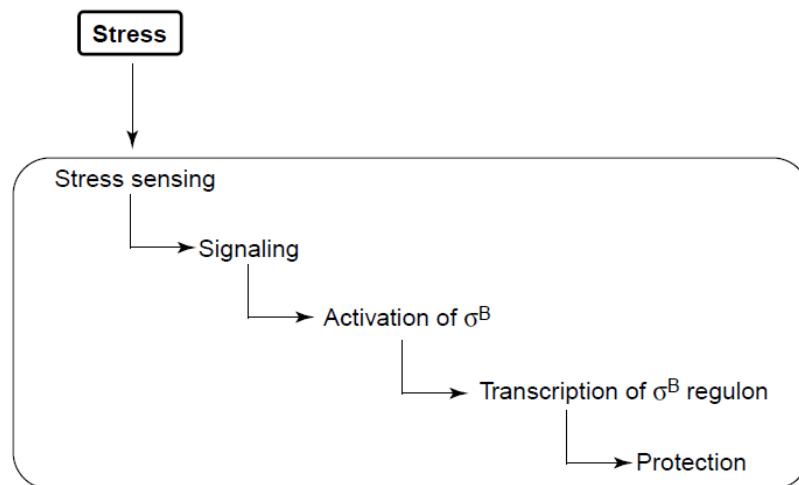 Stress
Stress sensing
Signaling
Activation of σᴮ
Transcription of σᴮ regulon
Protection